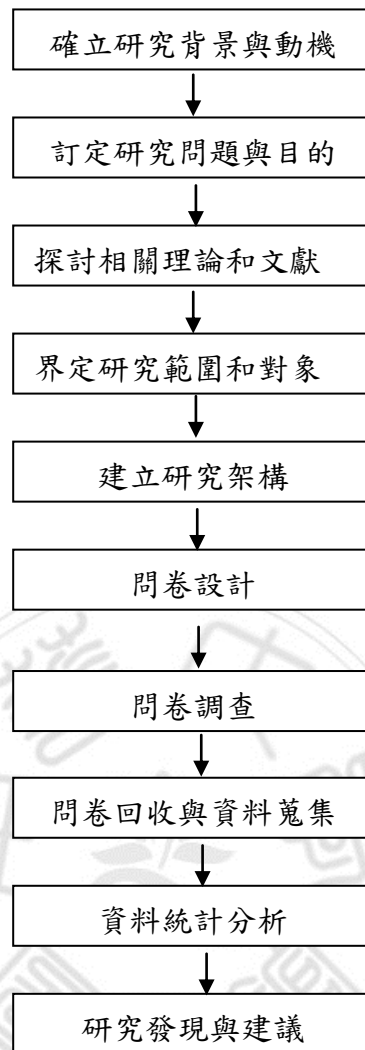 確立研究背景與動機
訂定研究問題與目的
探討相關理論和文獻
界定研究範圍和對象
建立研究架構
問卷設計
問卷調查
問卷回收與資料蒐集
資料統計分析
研究發現與建議